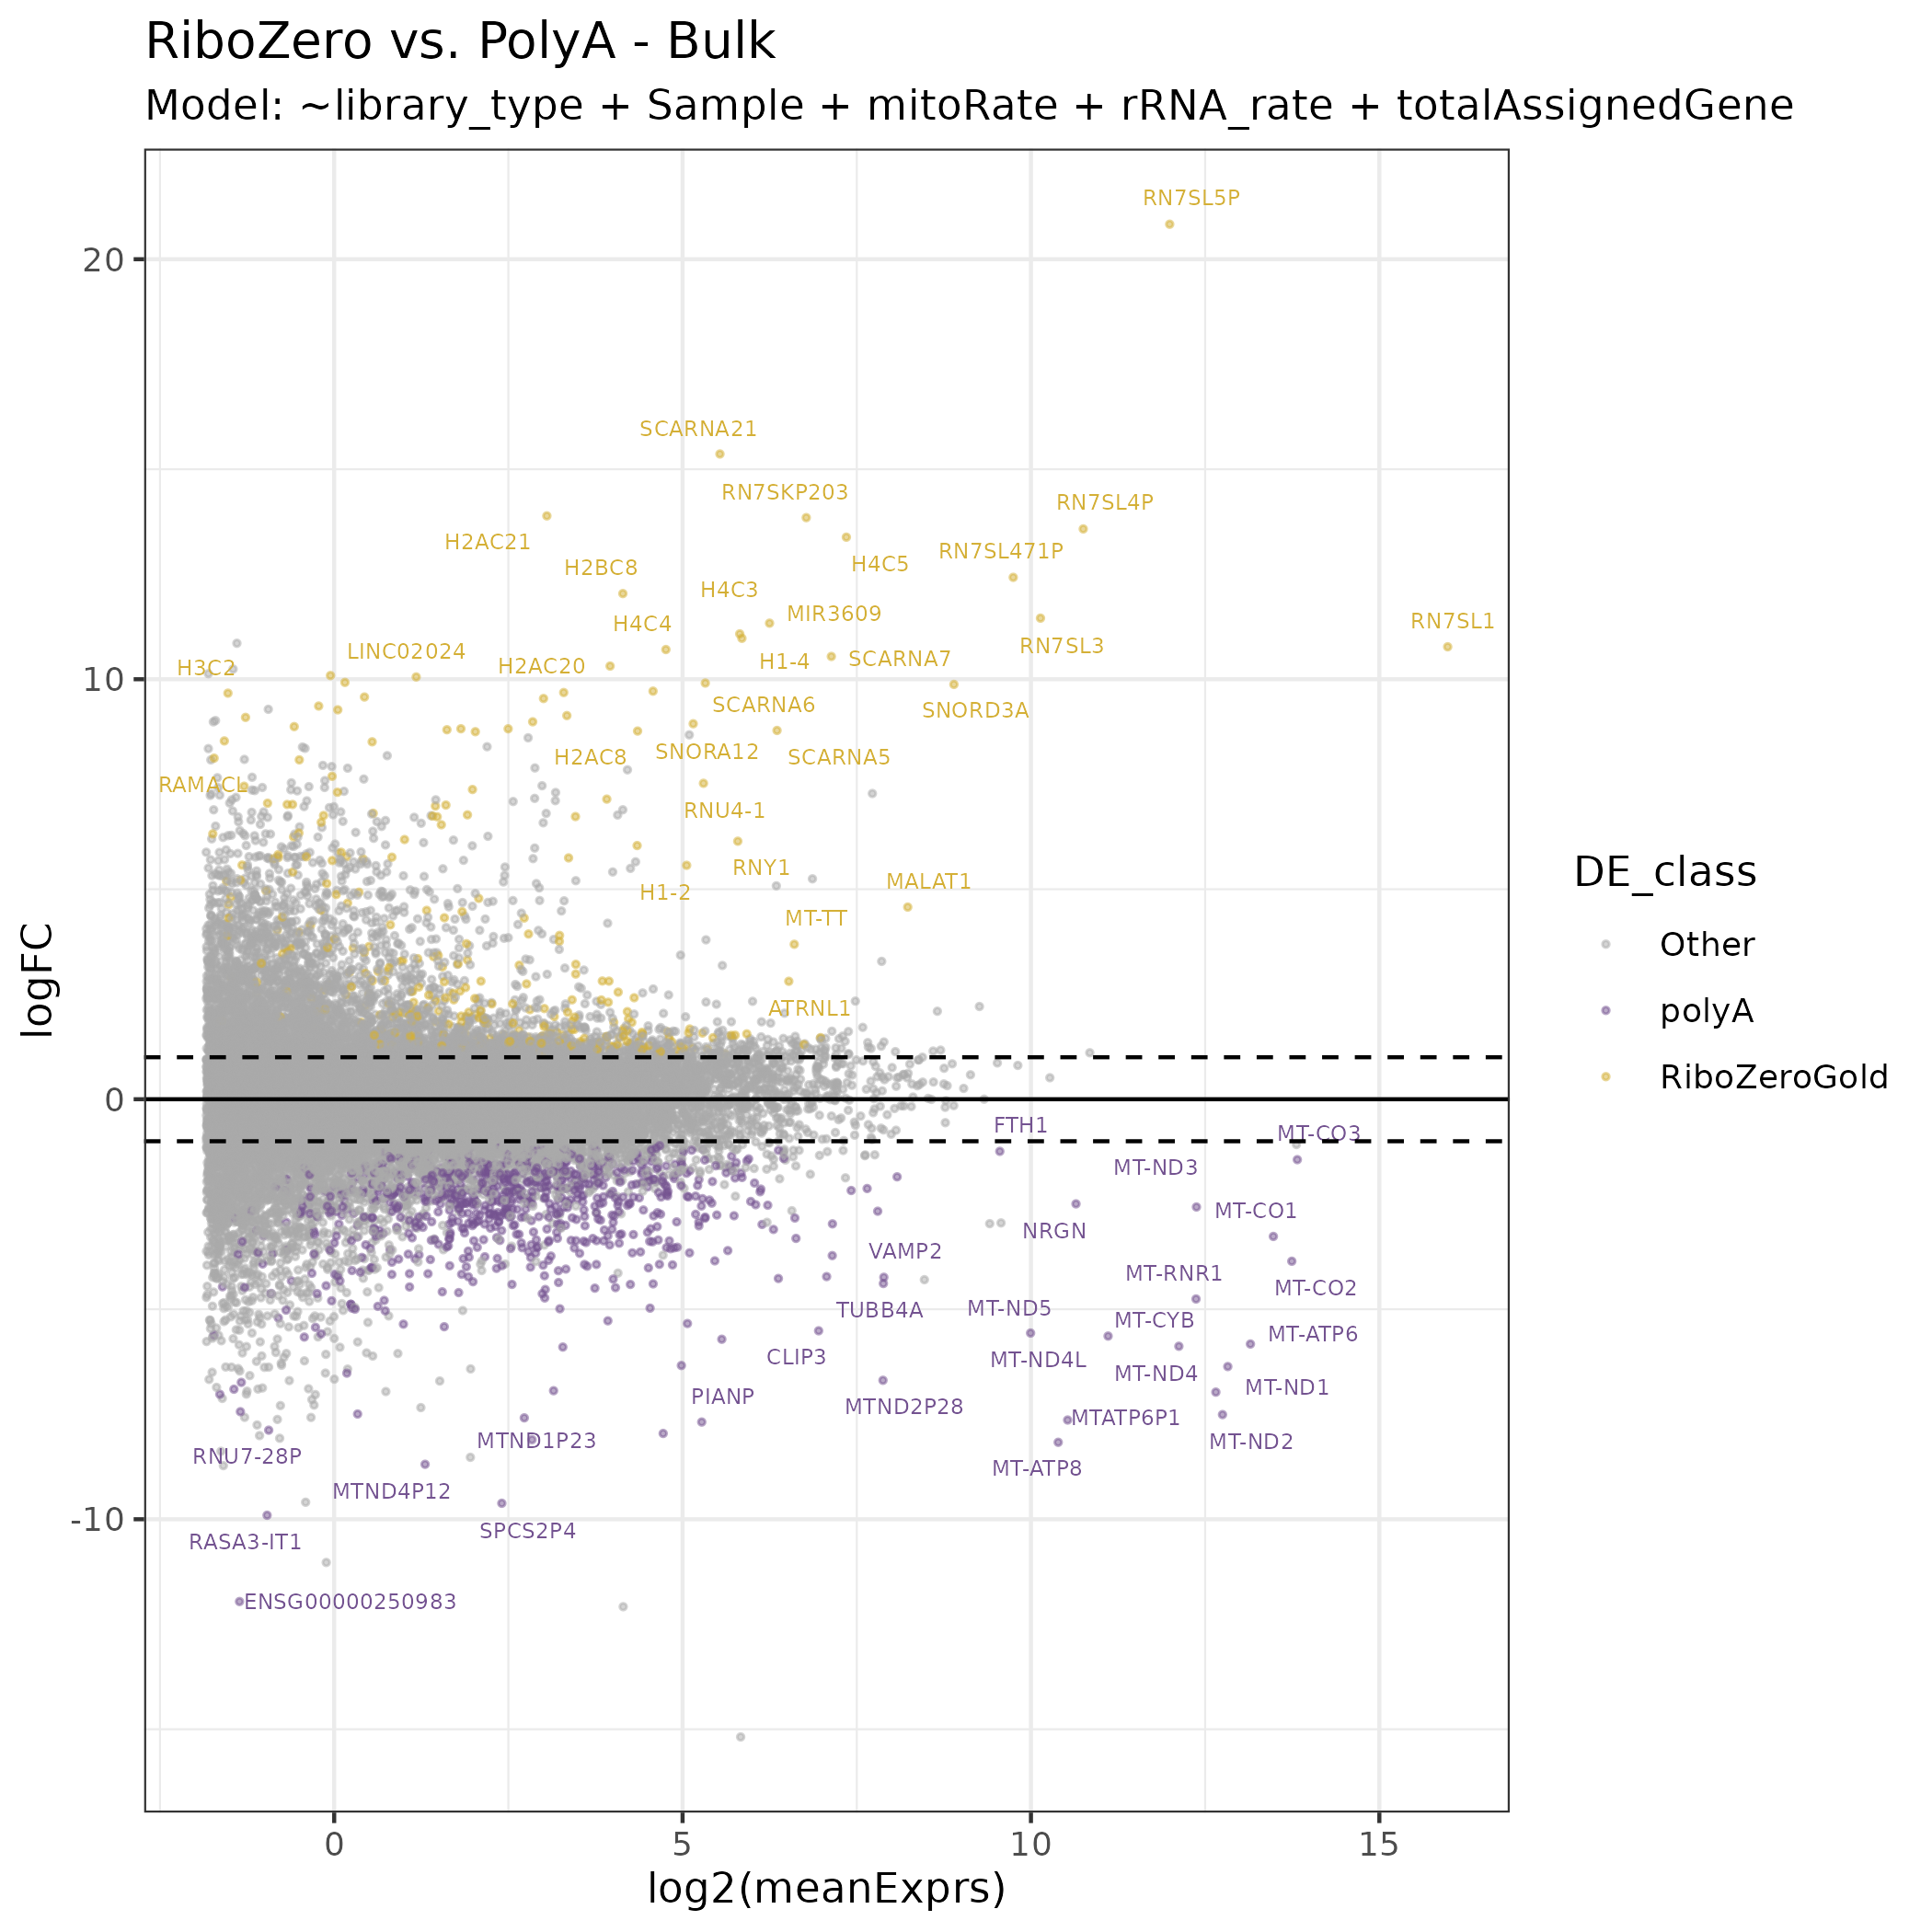 RiboZero vs. PolyA - Bulk
Model: ~library_type + Sample + mitoRate + rRNA_rate + totalAssignedGene
RN7SL5P
20
SCARNA21
RN7SKP203
RN7SL4P
H2AC21
RN7SL471P
H2BC8
H4C5
H4C3
MIR3609
H4C4
RN7SL1
RN7SL3
LINC02024
H3C2
H2AC20
H1-4
SCARNA7
10
SCARNA6
SNORD3A
H2AC8
SNORA12
SCARNA5
RAMACL
RNU4-1
RNY1
H1-2
MALAT1
MT-TT
ATRNL1
logFC
0
FTH1
MT-CO3
MT-ND3
MT-CO1
NRGN
VAMP2
MT-RNR1
MT-CO2
TUBB4A
MT-ND5
MT-CYB
MT-ATP6
CLIP3
MT-ND4L
MT-ND4
MT-ND1
PIANP
MTND2P28
MTATP6P1
MTND1P23
MT-ND2
RNU7-28P
MT-ATP8
MTND4P12
-10
SPCS2P4
RASA3-IT1
ENSG00000250983
0
5
10
15
log2(meanExprs)
DE_class
Other
polyA
RiboZeroGold